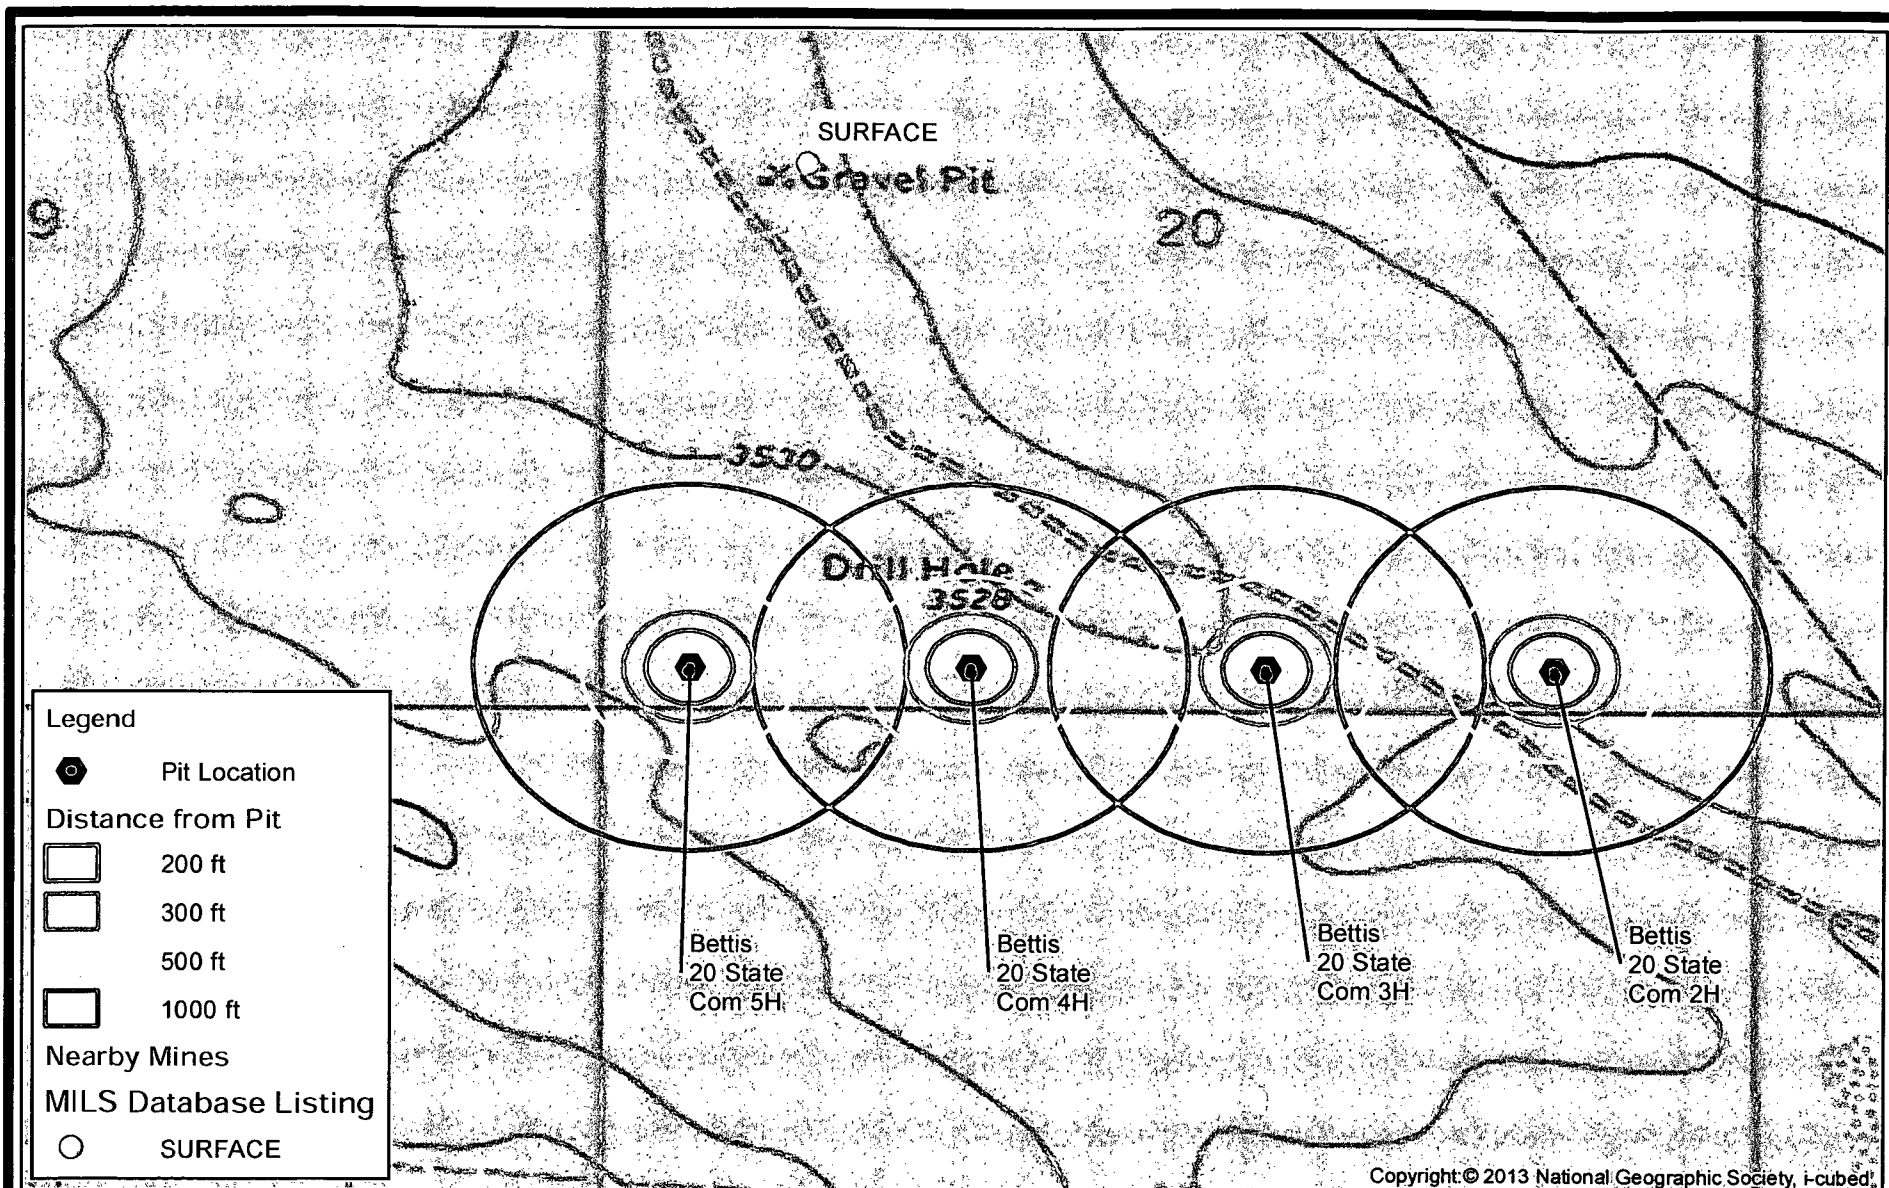 SURFACE
Gravel Pit
9
20
3530
Drill Hole
3528
Legend
Pit Location
Distance from Pit
200 ft
300 ft
500 ft
1000 ft
Nearby Mines
MILS Database Listing
SURFACE
Bettis
20 State
Com 5H
Bettis
20 State
Com 4H
Bettis
20 State
Com 3H
Bettis
20 State
Com 2H
Copyright:© 2013 National Geographic Society, i-cubed